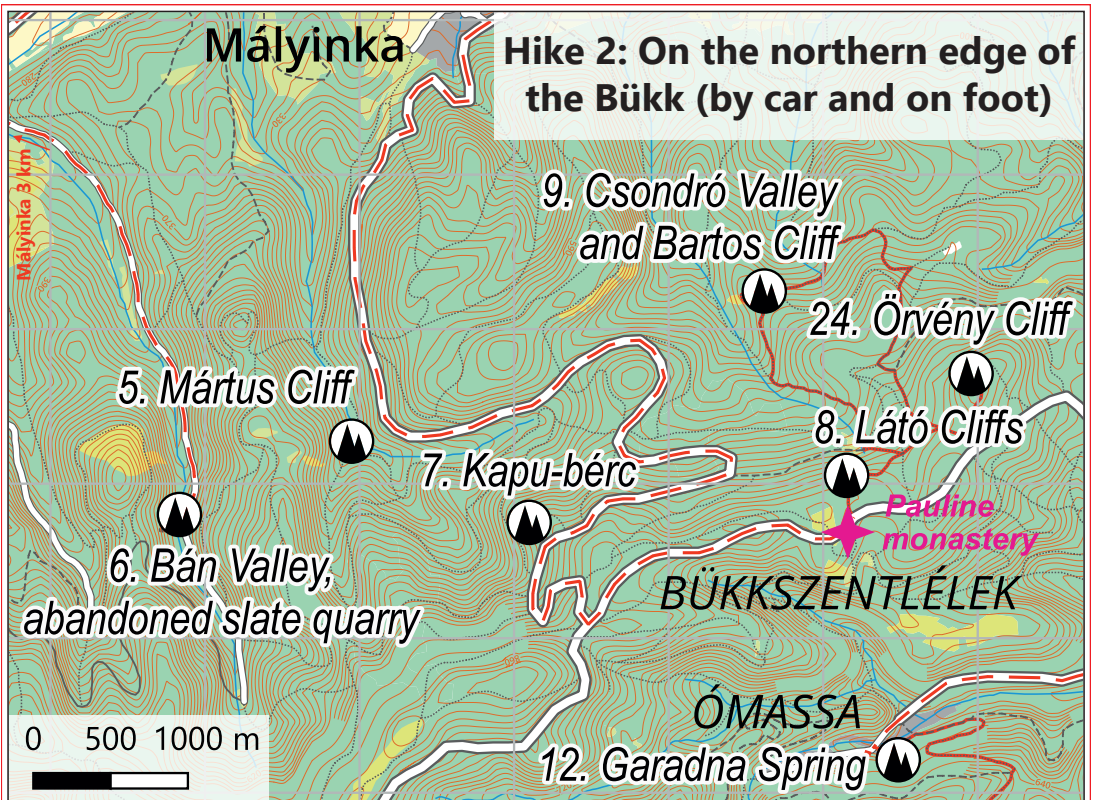 Mályinka
Hike 2: On the northern edge of
the Bükk (by car and on foot)
Mályinka 3 km
9. Csondró Valley
and Bartos Cliff
24. Örvény Cliff
5. Mártus Cliff
8. Látó Cliffs
7. Kapu-bérc
Pauline
monastery
6. Bán Valley,
abandoned slate quarry
BÜKKSZENTLÉLEK
ÓMASSA
0 500 1000 m
12. Garadna Spring